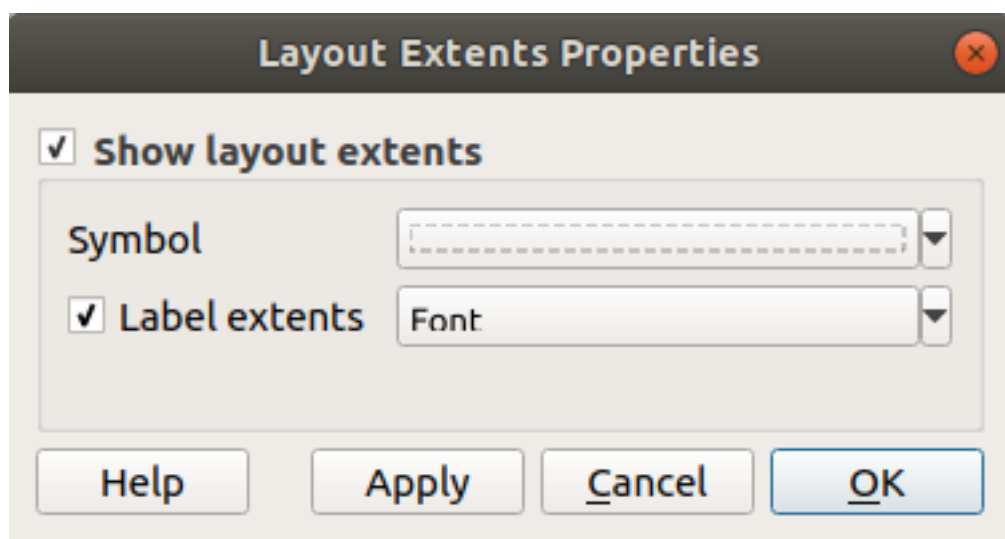 Layout Extents Properties
Show layout extents
Symbol
Label extents Font
Help Apply Cancel OK